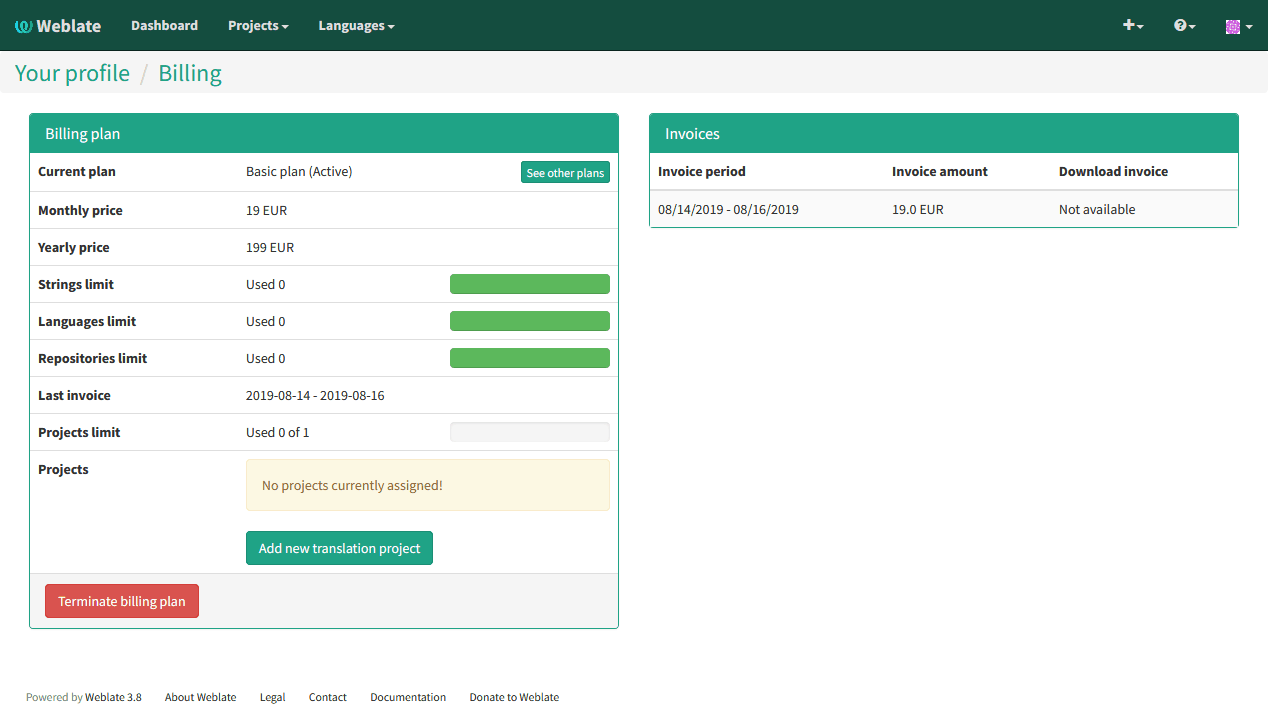 Weblate Dashboard Projects Languages
Your profile / Billing
Billing plan
Current plan Basic plan (Active) See other plans
Monthly price 19 EUR
Yearly price 199 EUR
Strings limit Used 0
Languages limit Used 0
Repositories limit Used 0
Last invoice 2019-08-14 - 2019-08-16
Projects limit Used 0 of 1
Projects No projects currently assigned!
Add new translation project
Terminate billing plan
Invoices
Invoice period Invoice amount Download invoice
08/14/2019 - 08/16/2019 19.0 EUR Not available
Powered by Weblate 3.8 About Weblate Legal Contact Documentation Donate to Weblate